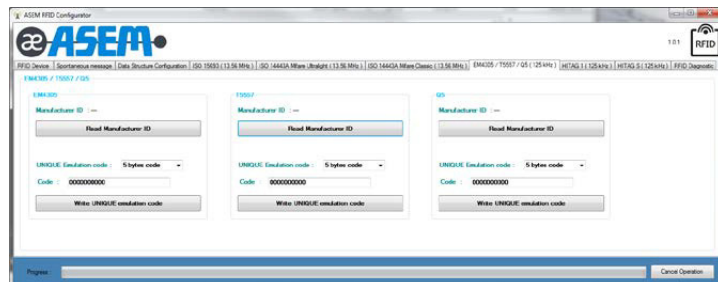 ASEM RFID Configurator
ASEM
1.0.1
RFID
RFID Device
Spontaneous message
Data Structure Configuration
ISO 15693 ( 13.56 MHz )
ISO 14443A Mifare Ultralight ( 13.56 MHz )
ISO 14443A Mifare Classic ( 13.56 MHz )
EM4305 / T5557 / Q5 ( 125 kHz )
HITAG 1 ( 125 kHz )
HITAG S ( 125 kHz )
RFID Diagnostic
EM4305 / T5557 / Q5
EM4305
Manufacturer ID : ---
Read Manufacturer ID
UNIQUE Emulation code : 5 bytes code
Code : 0000000000
Write UNIQUE emulation code
T5557
Manufacturer ID : ---
Read Manufacturer ID
UNIQUE Emulation code : 5 bytes code
Code : 0000000000
Write UNIQUE emulation code
Q5
Manufacturer ID : ---
Read Manufacturer ID
UNIQUE Emulation code : 5 bytes code
Code : 0000000000
Write UNIQUE emulation code
Progress :
Cancel Operation